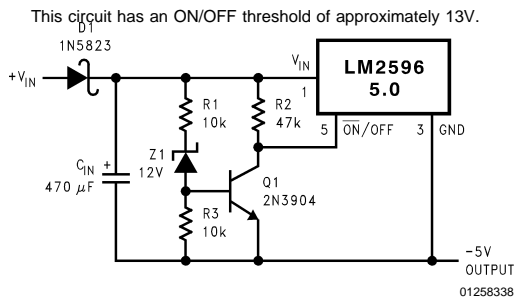 This circuit has an ON/OFF threshold of approximately 13V.
D1
1N5823
+VIN
VIN
1
LM2596
5.0
5
ON/OFF
3
GND
R1
10k
R2
47k
Z1
12V
CIN
+
470 μF
Q1
2N3904
R3
10k
−5V
OUTPUT
01258338